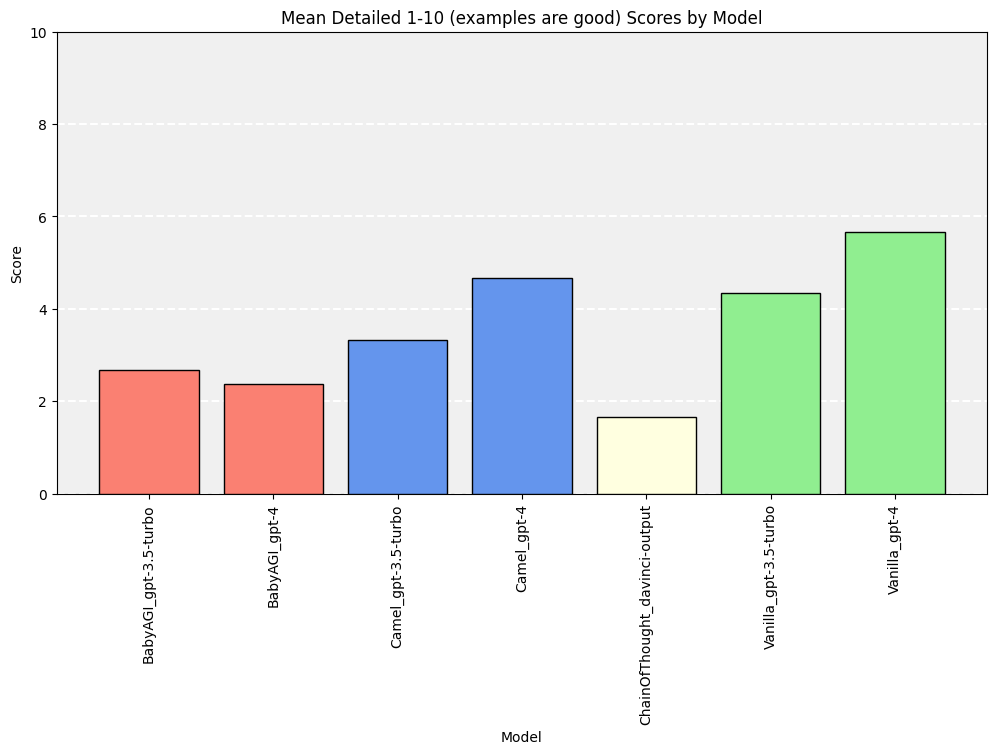 Mean Detailed 1-10 (examples are good) Scores by Model
10
8
6
4
2
0
Score
BabyAGI_gpt-3.5-turbo
BabyAGI_gpt-4
Camel_gpt-3.5-turbo
Camel_gpt-4
ChainOfThought_davinci-output
Vanilla_gpt-3.5-turbo
Vanilla_gpt-4
Model